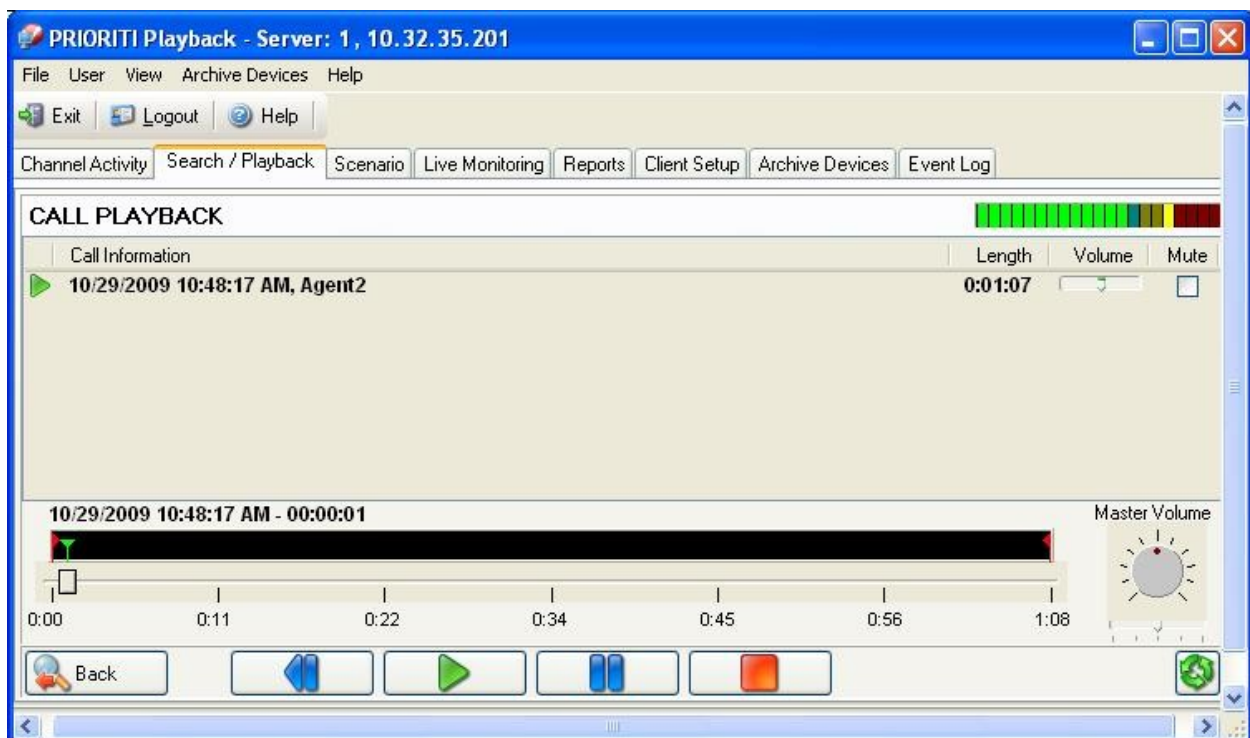 PRIORITI Playback - Server: 1, 10.32.35.201
File User View Archive Devices Help
Exit Logout Help
Channel Activity Search / Playback Scenario Live Monitoring Reports Client Setup Archive Devices Event Log
CALL PLAYBACK
Call Information Length Volume Mute
10/29/2009 10:48:17 AM, Agent2 0:01:07
10/29/2009 10:48:17 AM - 00:00:01 Master Volume
0:00 0:11 0:22 0:34 0:45 0:56 1:08
Back